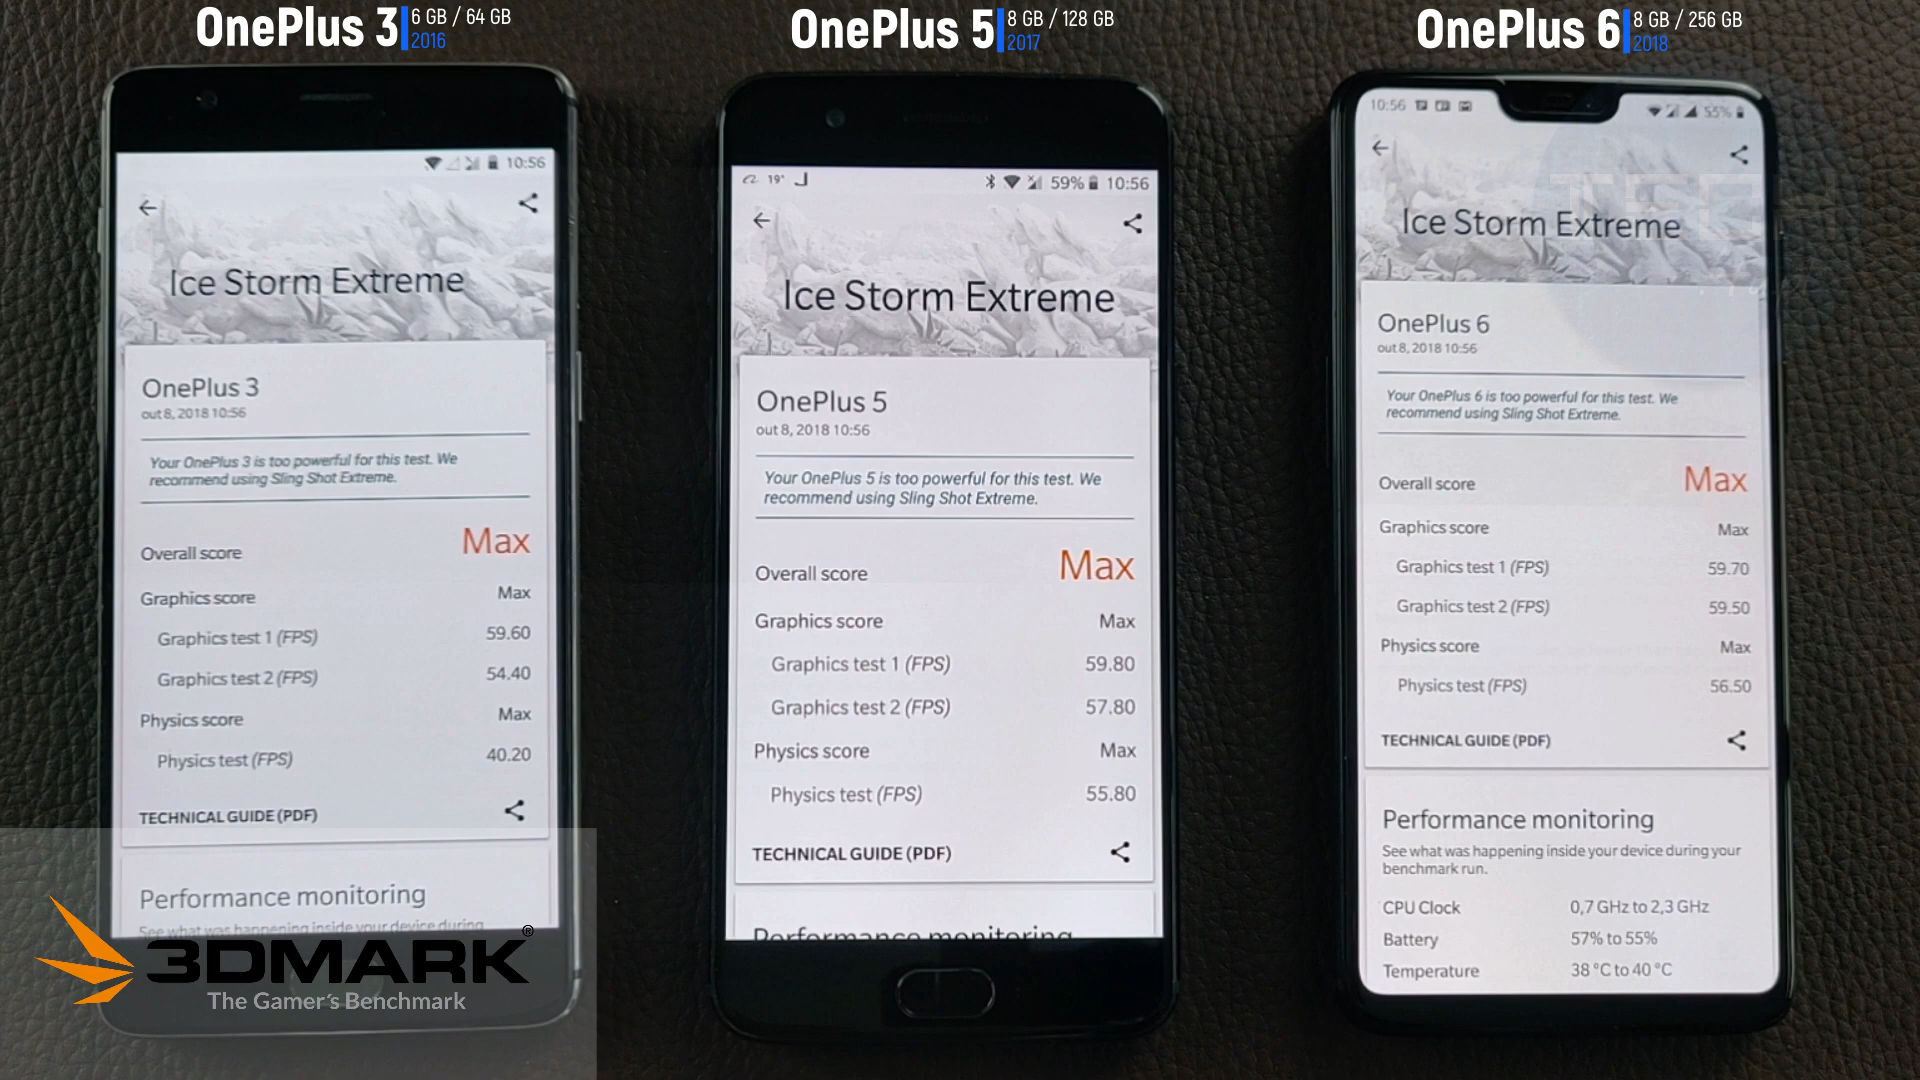 OnePlus 3
6 GB / 64 GB
2016
OnePlus 5
8 GB / 128 GB
2017
OnePlus 6
8 GB / 256 GB
2018
10:56
Ice Storm Extreme
OnePlus 3
out 8, 2018 10:56
Your OnePlus 3 is too powerful for this test. We
recommend using Sling Shot Extreme.
Overall score Max
Graphics score Max
Graphics test 1 (FPS) 59.60
Graphics test 2 (FPS) 54.40
Physics score Max
Physics test (FPS) 40.20
TECHNICAL GUIDE (PDF)
Performance monitoring
See what was happening inside your device during
3DMARK®
The Gamer's Benchmark
19° 59% 10:56
Ice Storm Extreme
OnePlus 5
out 8, 2018 10:56
Your OnePlus 5 is too powerful for this test. We
recommend using Sling Shot Extreme.
Overall score Max
Graphics score Max
Graphics test 1 (FPS) 59.80
Graphics test 2 (FPS) 57.80
Physics score Max
Physics test (FPS) 55.80
TECHNICAL GUIDE (PDF)
Performance monitoring
10:56 55%
Ice Storm Extreme
OnePlus 6
out 8, 2018 10:56
Your OnePlus 6 is too powerful for this test. We
recommend using Sling Shot Extreme.
Overall score Max
Graphics score Max
Graphics test 1 (FPS) 59.70
Graphics test 2 (FPS) 59.50
Physics score Max
Physics test (FPS) 56.50
TECHNICAL GUIDE (PDF)
Performance monitoring
See what was happening inside your device during your
benchmark run.
CPU Clock 0,7 GHz to 2,3 GHz
Battery 57% to 55%
Temperature 38 °C to 40 °C